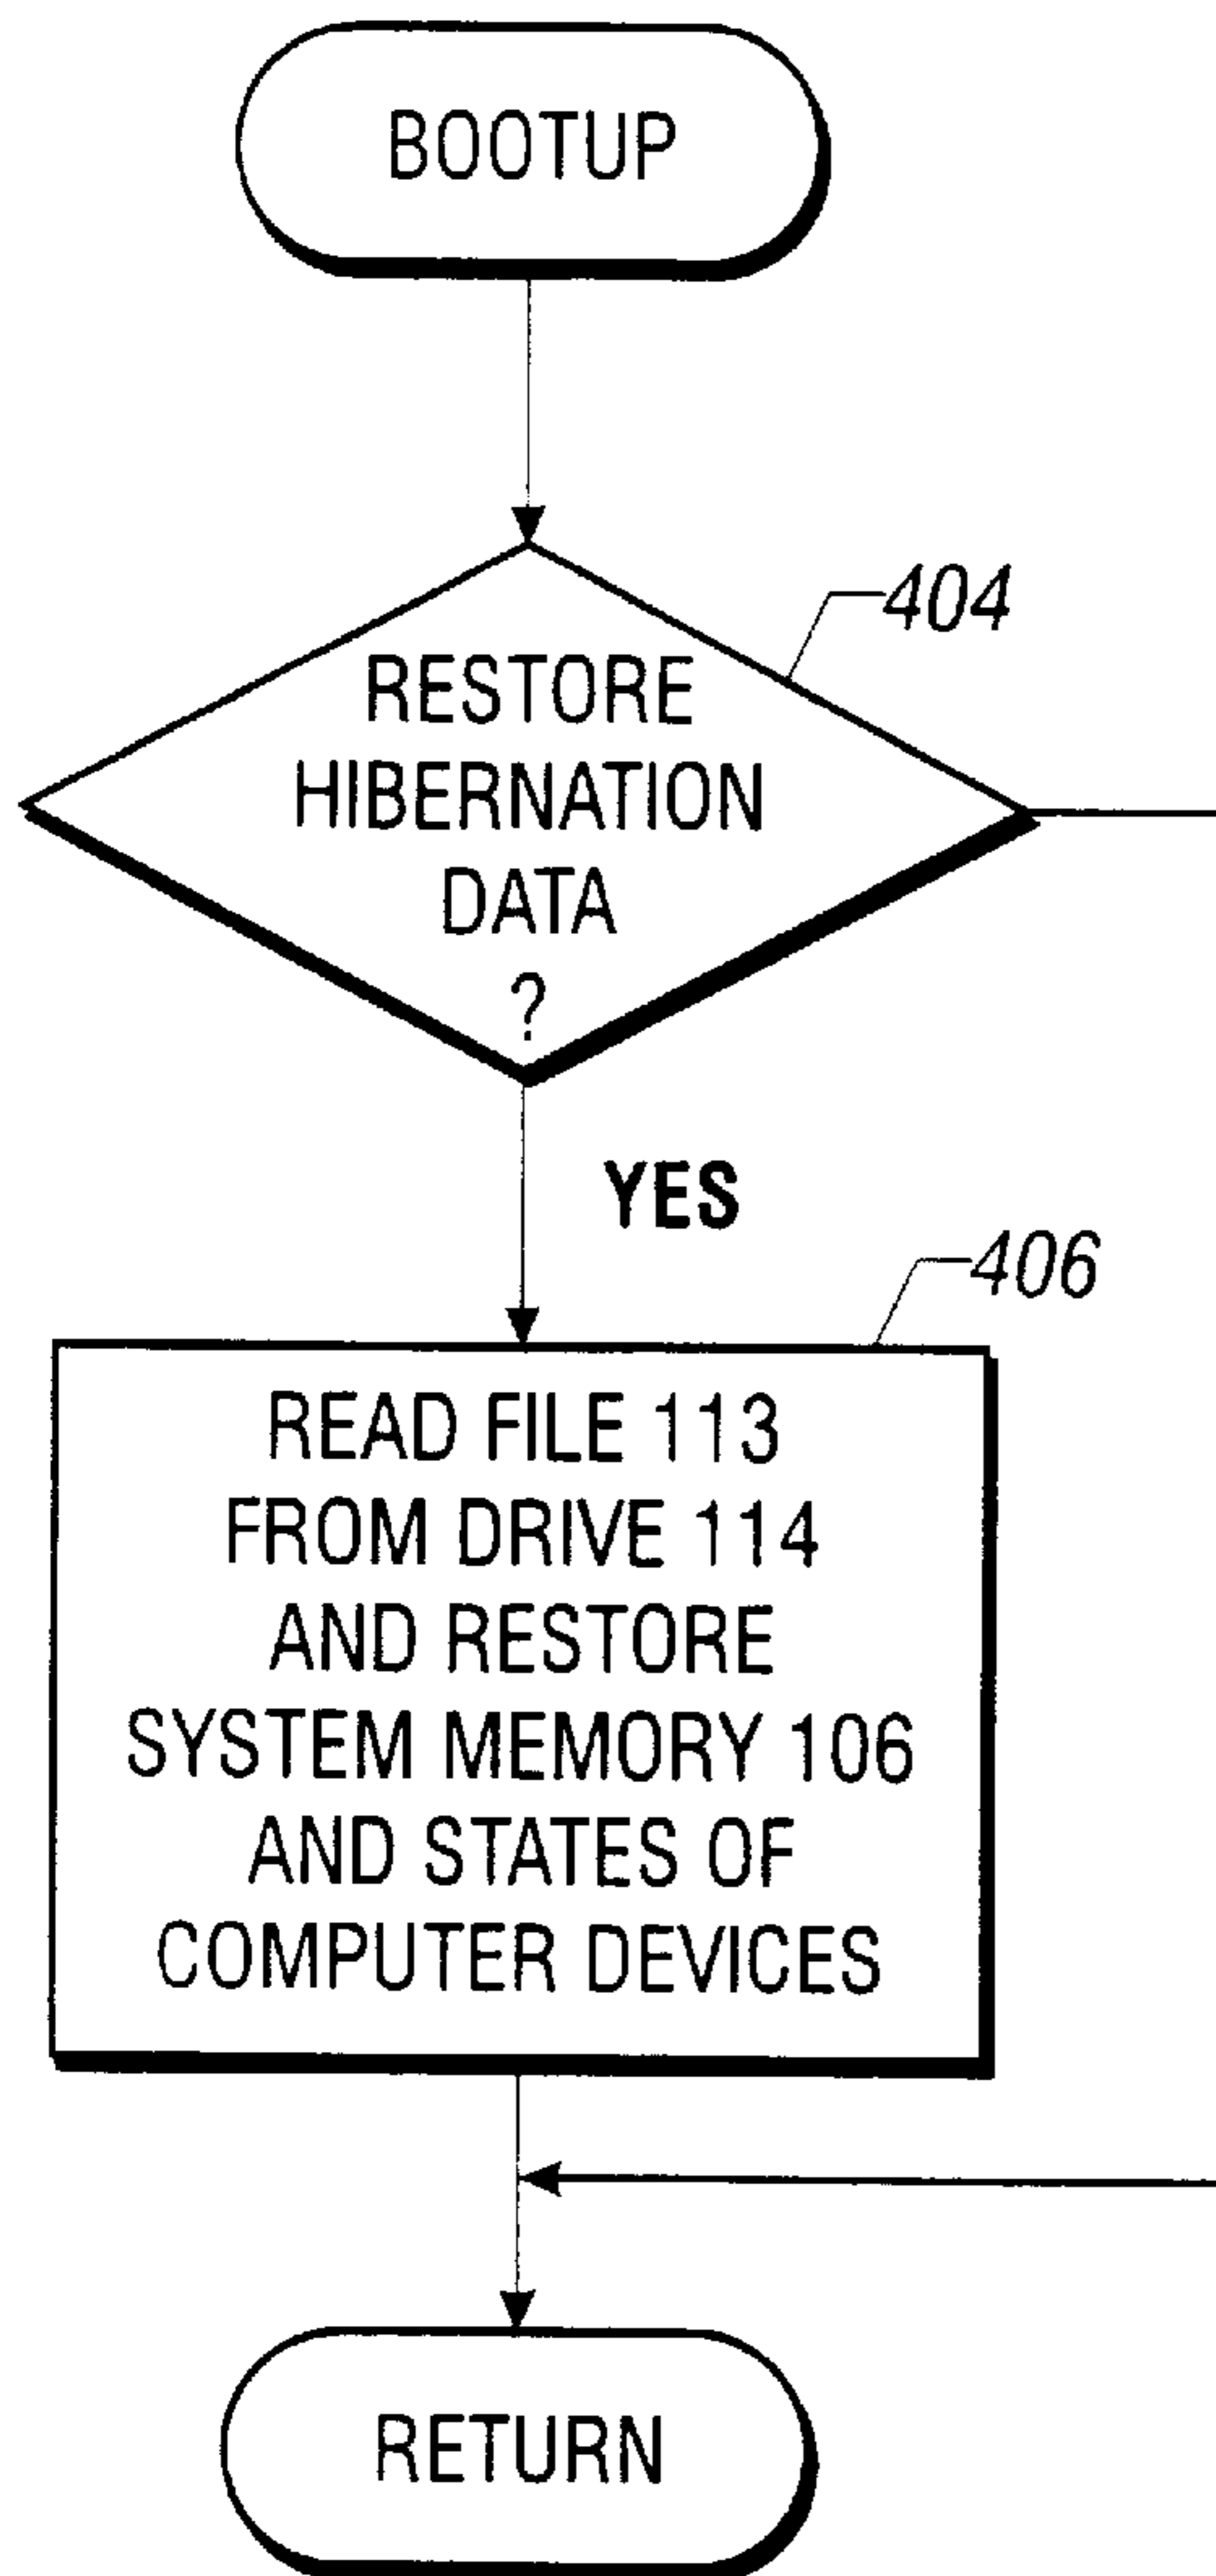 BOOTUP
404
RESTORE
HIBERNATION
DATA
?
YES
406
READ FILE 113
FROM DRIVE 114
AND RESTORE
SYSTEM MEMORY 106
AND STATES OF
COMPUTER DEVICES
RETURN